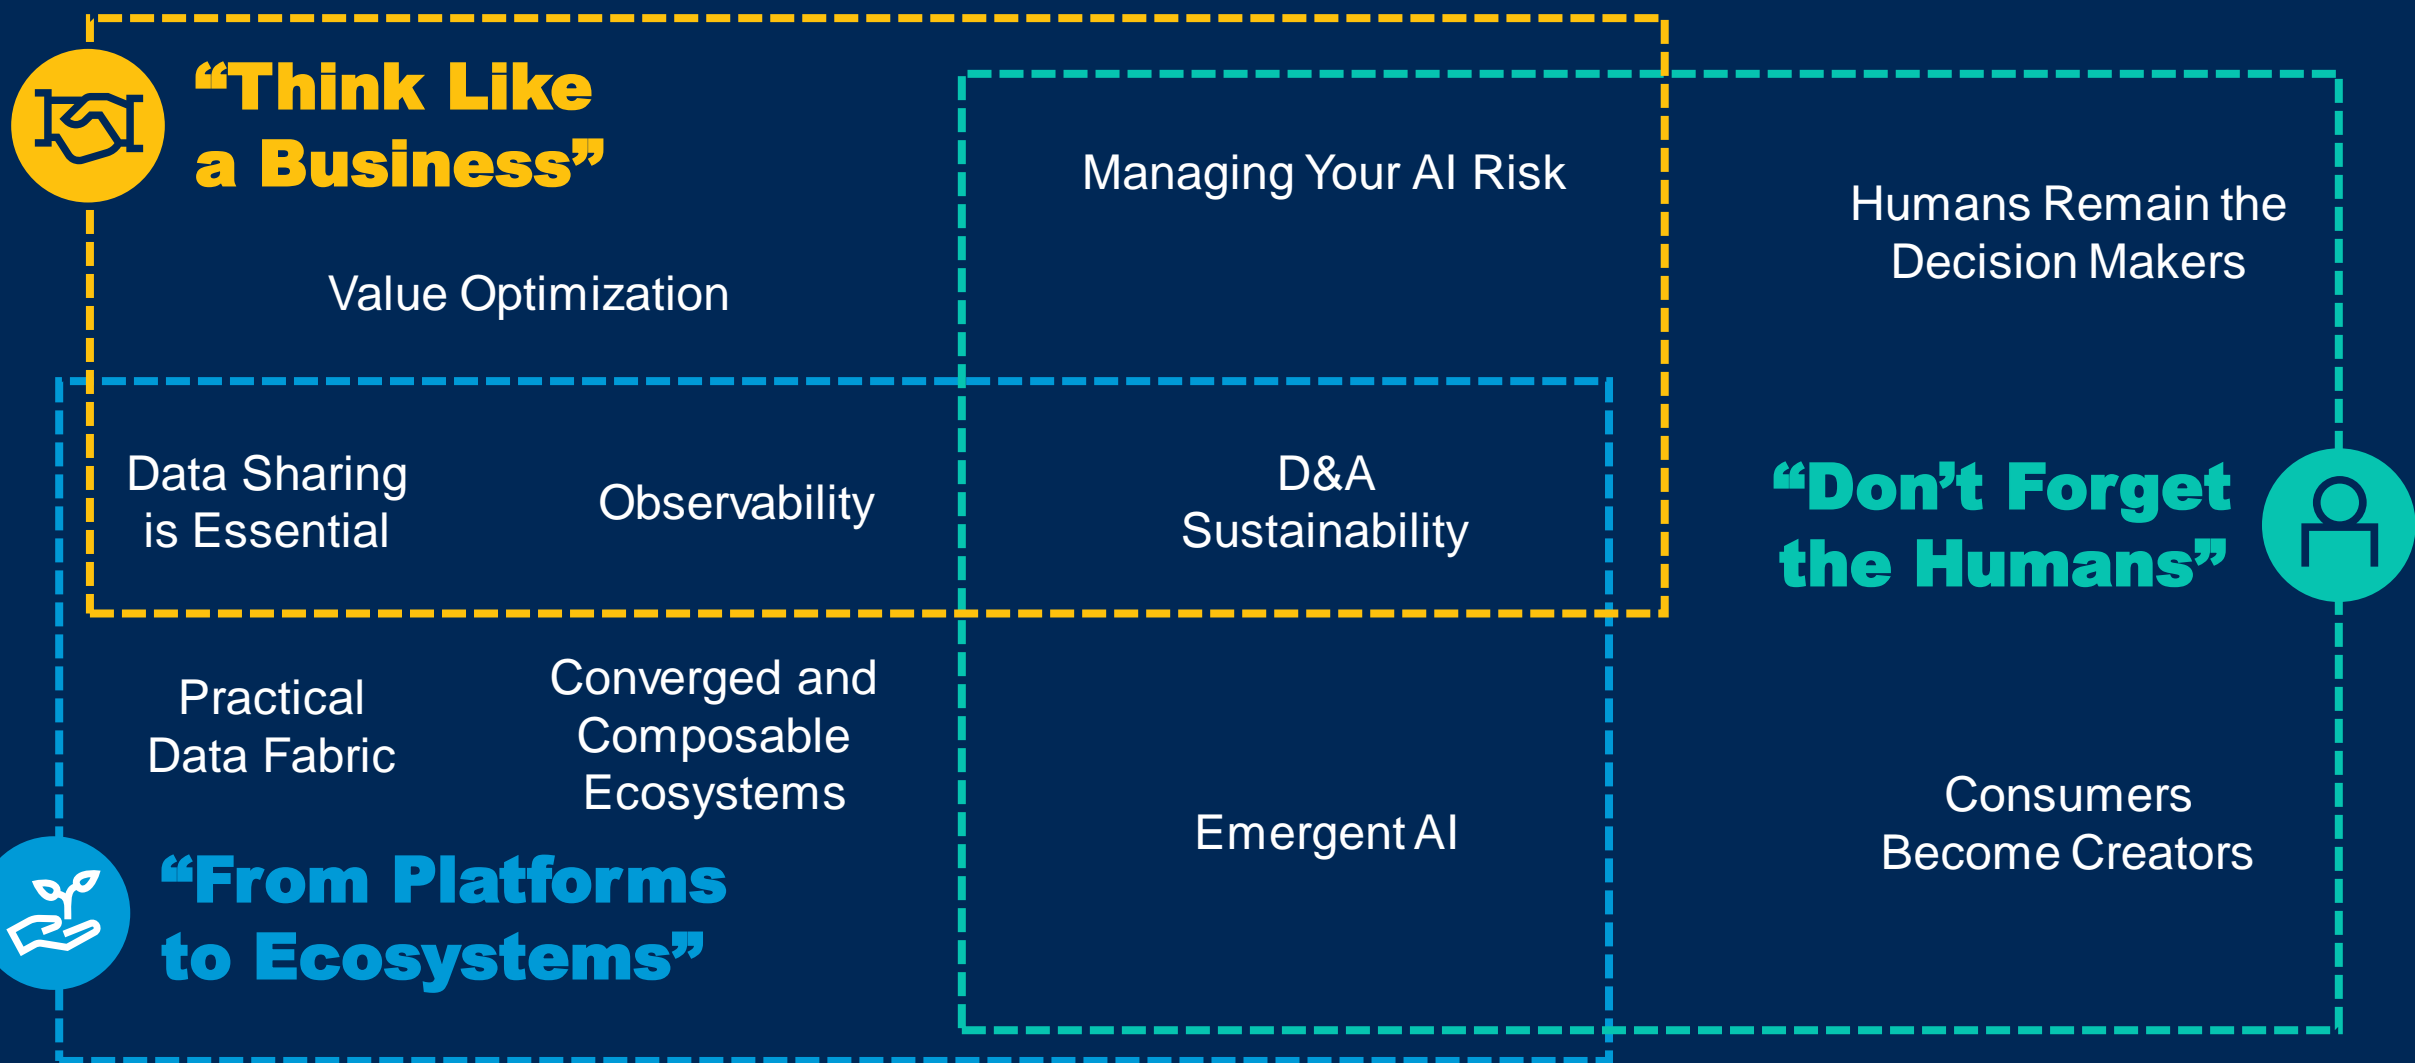 “Think Like
a Business”
Managing Your AI Risk
Humans Remain the
Decision Makers
Value Optimization
Data Sharing
is Essential
Observability
D&A
Sustainability
“Don’t Forget
the Humans”
Practical
Data Fabric
Converged and
Composable
Ecosystems
Emergent AI
Consumers
Become Creators
“From Platforms
to Ecosystems”